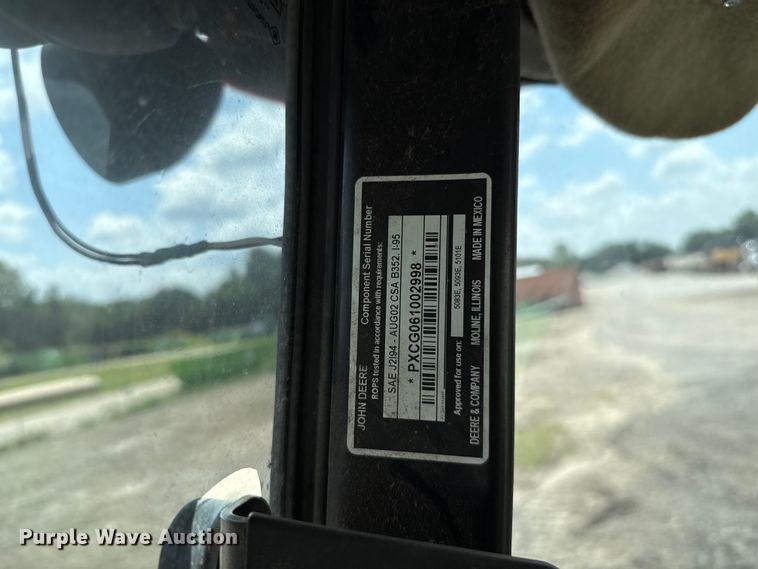 JOHN DEERE Component Serial Number
ROPS tested in accordance with requirements:
SAE J2194 - AUG02 CSA B352, I-95
* PXCG061002998 *
Approved for use on: 5083E, 5093E, 5101E
DEERE & COMPANY MOLINE, ILLINOIS MADE IN MEXICO
Purple Wave Auction